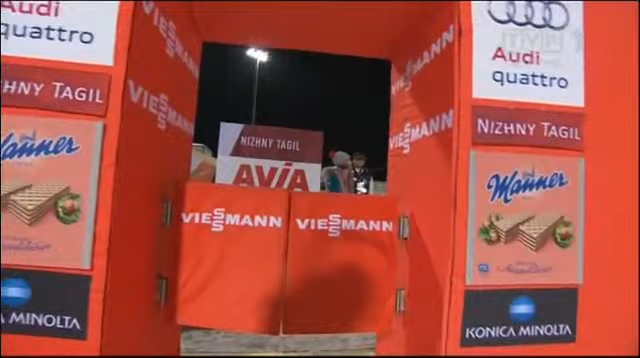 Audi
quattro
NIZHNY TAGIL
Manner
KONICA MINOLTA
VIESSMANN
VIESSMANN
NIZHNY TAGIL
AVIA
VIESSMANN
VIESSMANN
VIESSMANN
VIESSMANN
Audi
quattro
NIZHNY TAGIL
Manner
KONICA MINOLTA